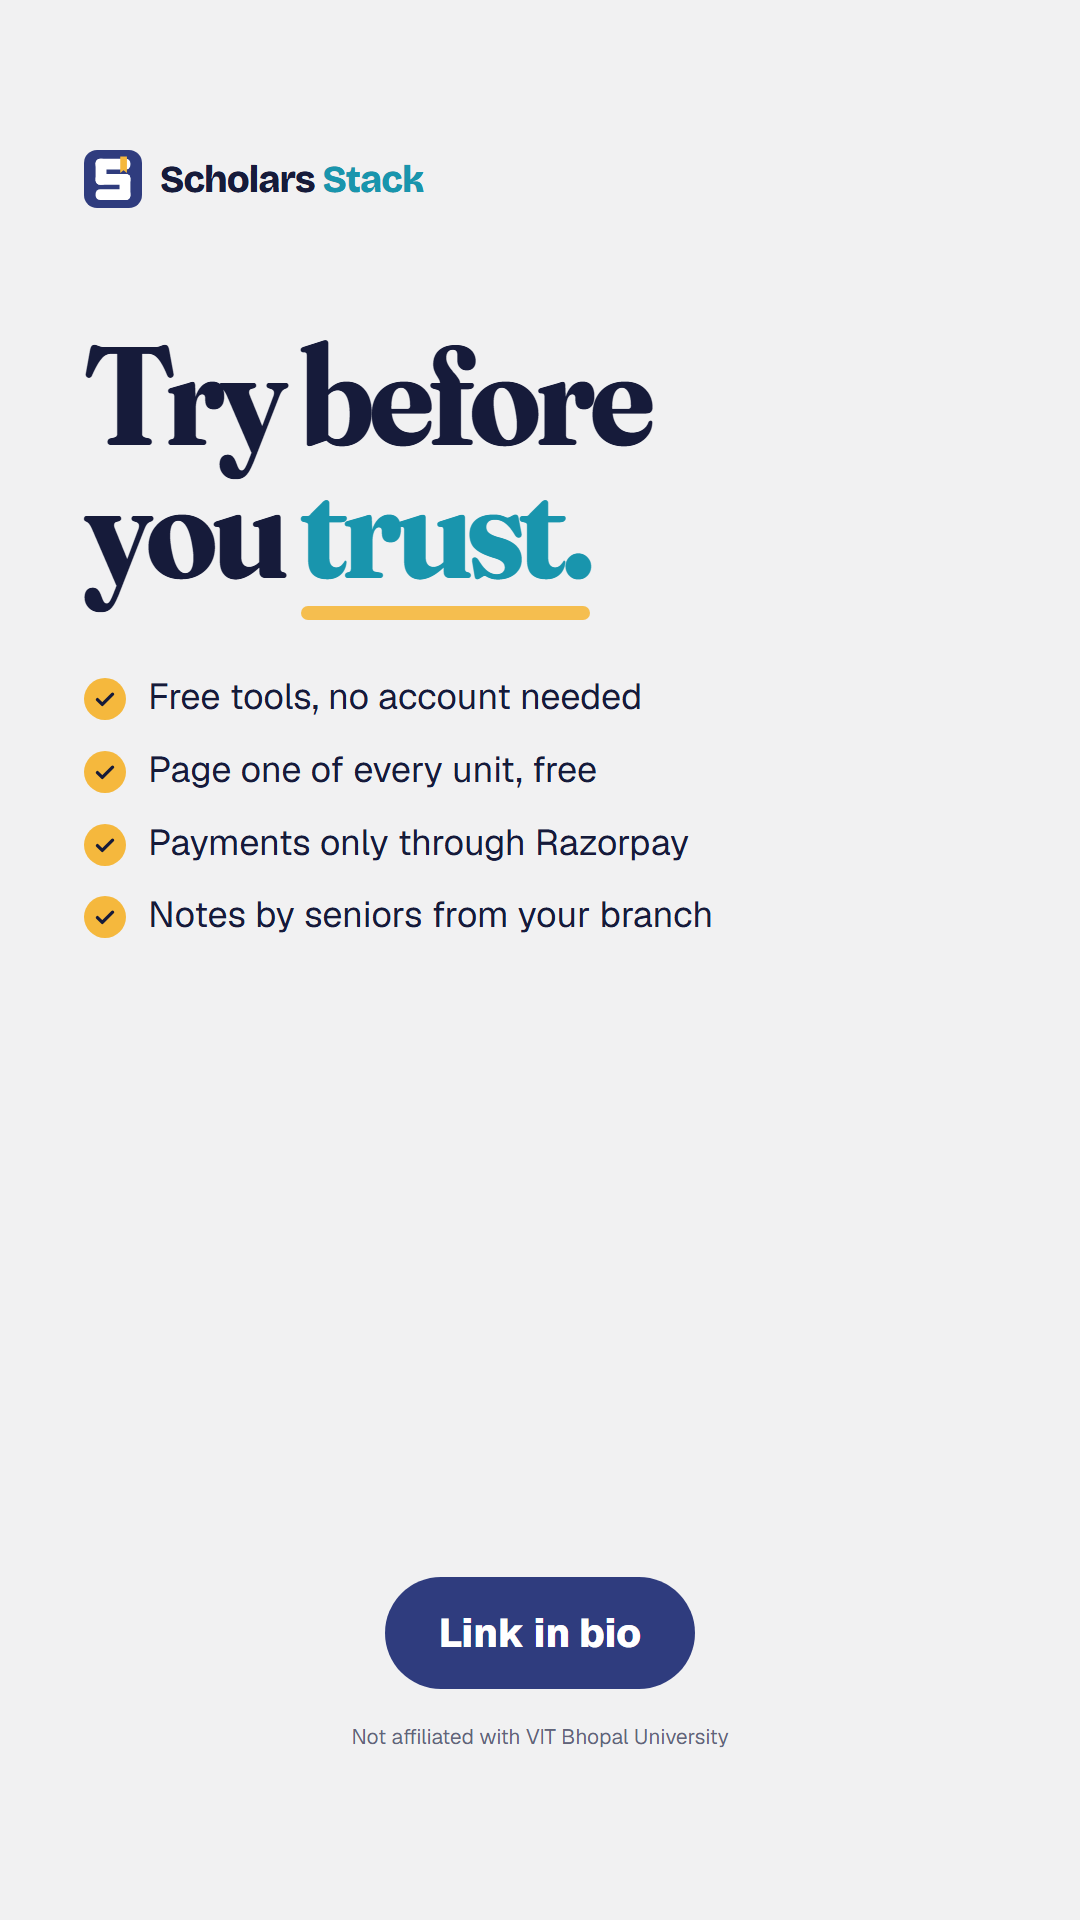 Scholars Stack
Try before
you trust.
Free tools, no account needed
Page one of every unit, free
Payments only through Razorpay
Notes by seniors from your branch
Link in bio
Not affiliated with VIT Bhopal University